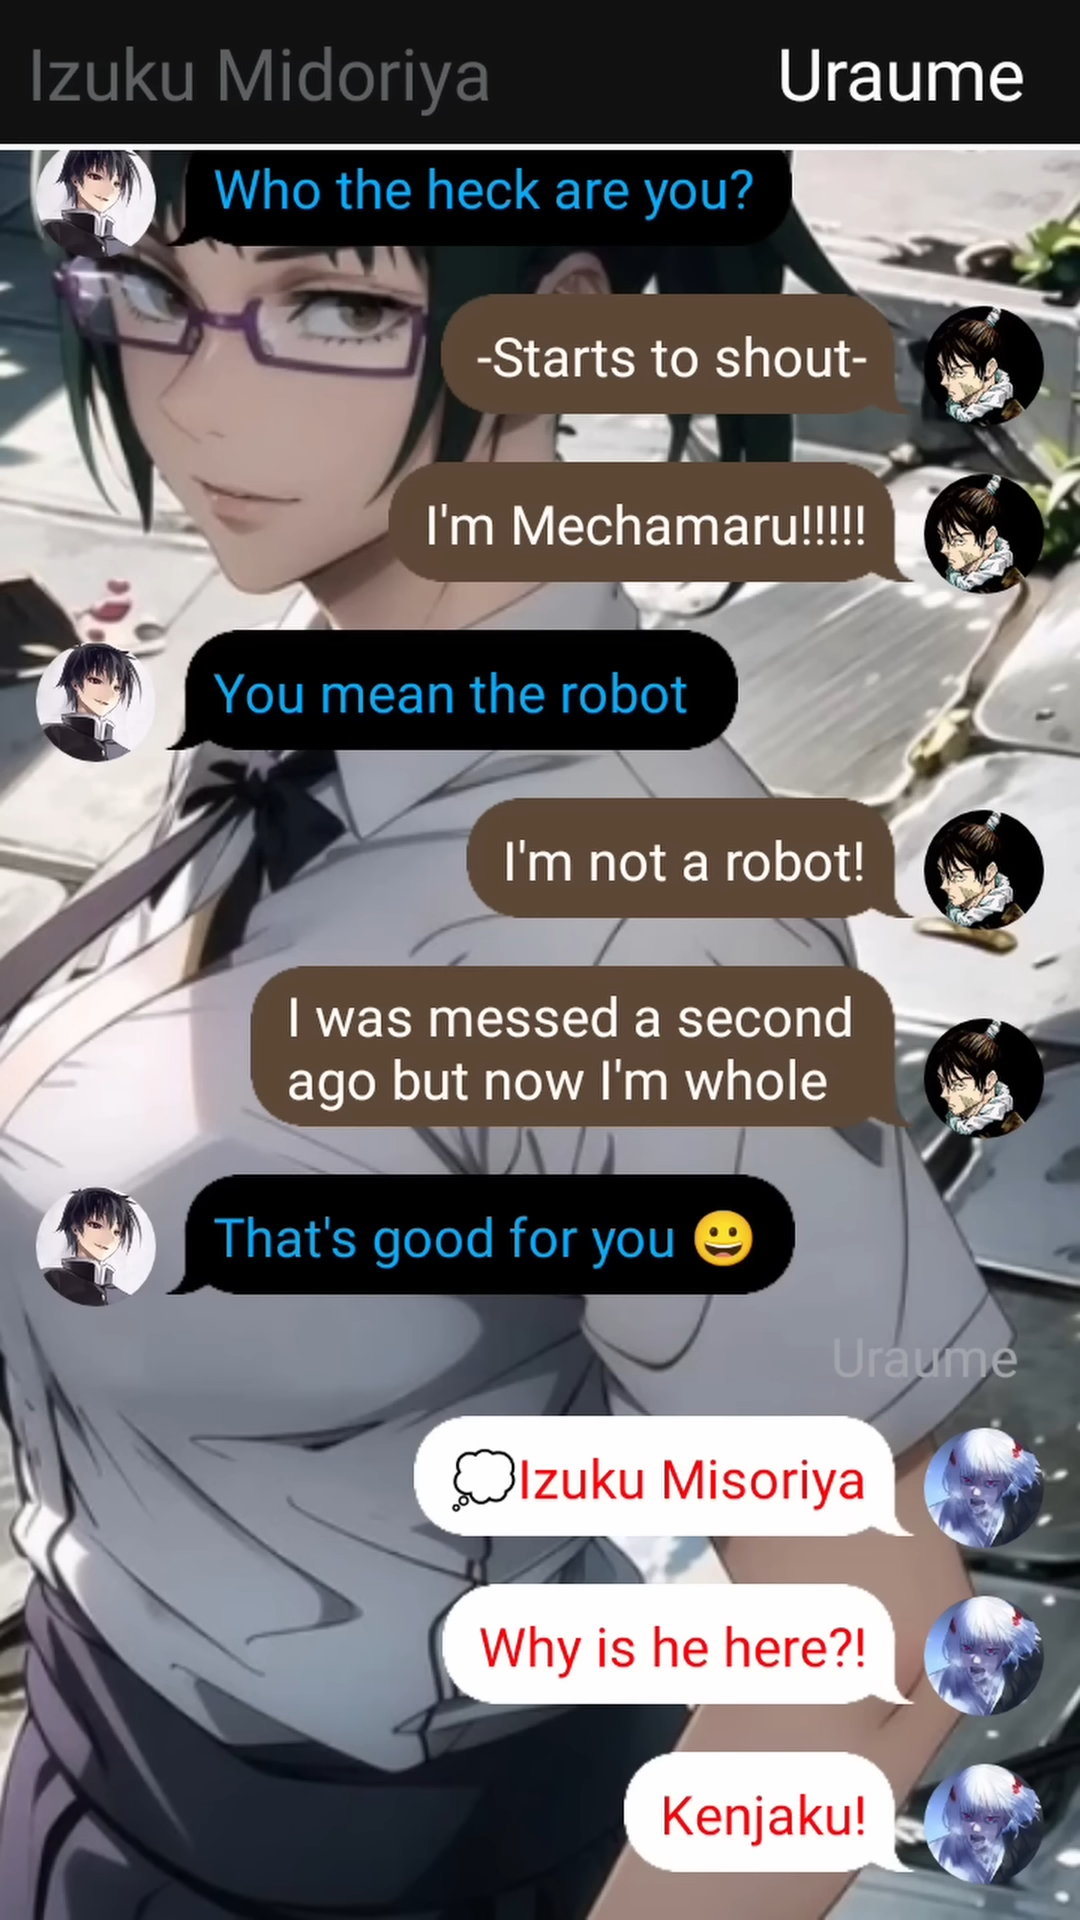 Izuku Midoriya
Uraume
Who the heck are you?
-Starts to shout-
I'm Mechamaru!!!!!
You mean the robot
I'm not a robot!
I was messed a second
ago but now I'm whole
That's good for you 😀
Uraume
💭Izuku Misoriya
Why is he here?!
Kenjaku!